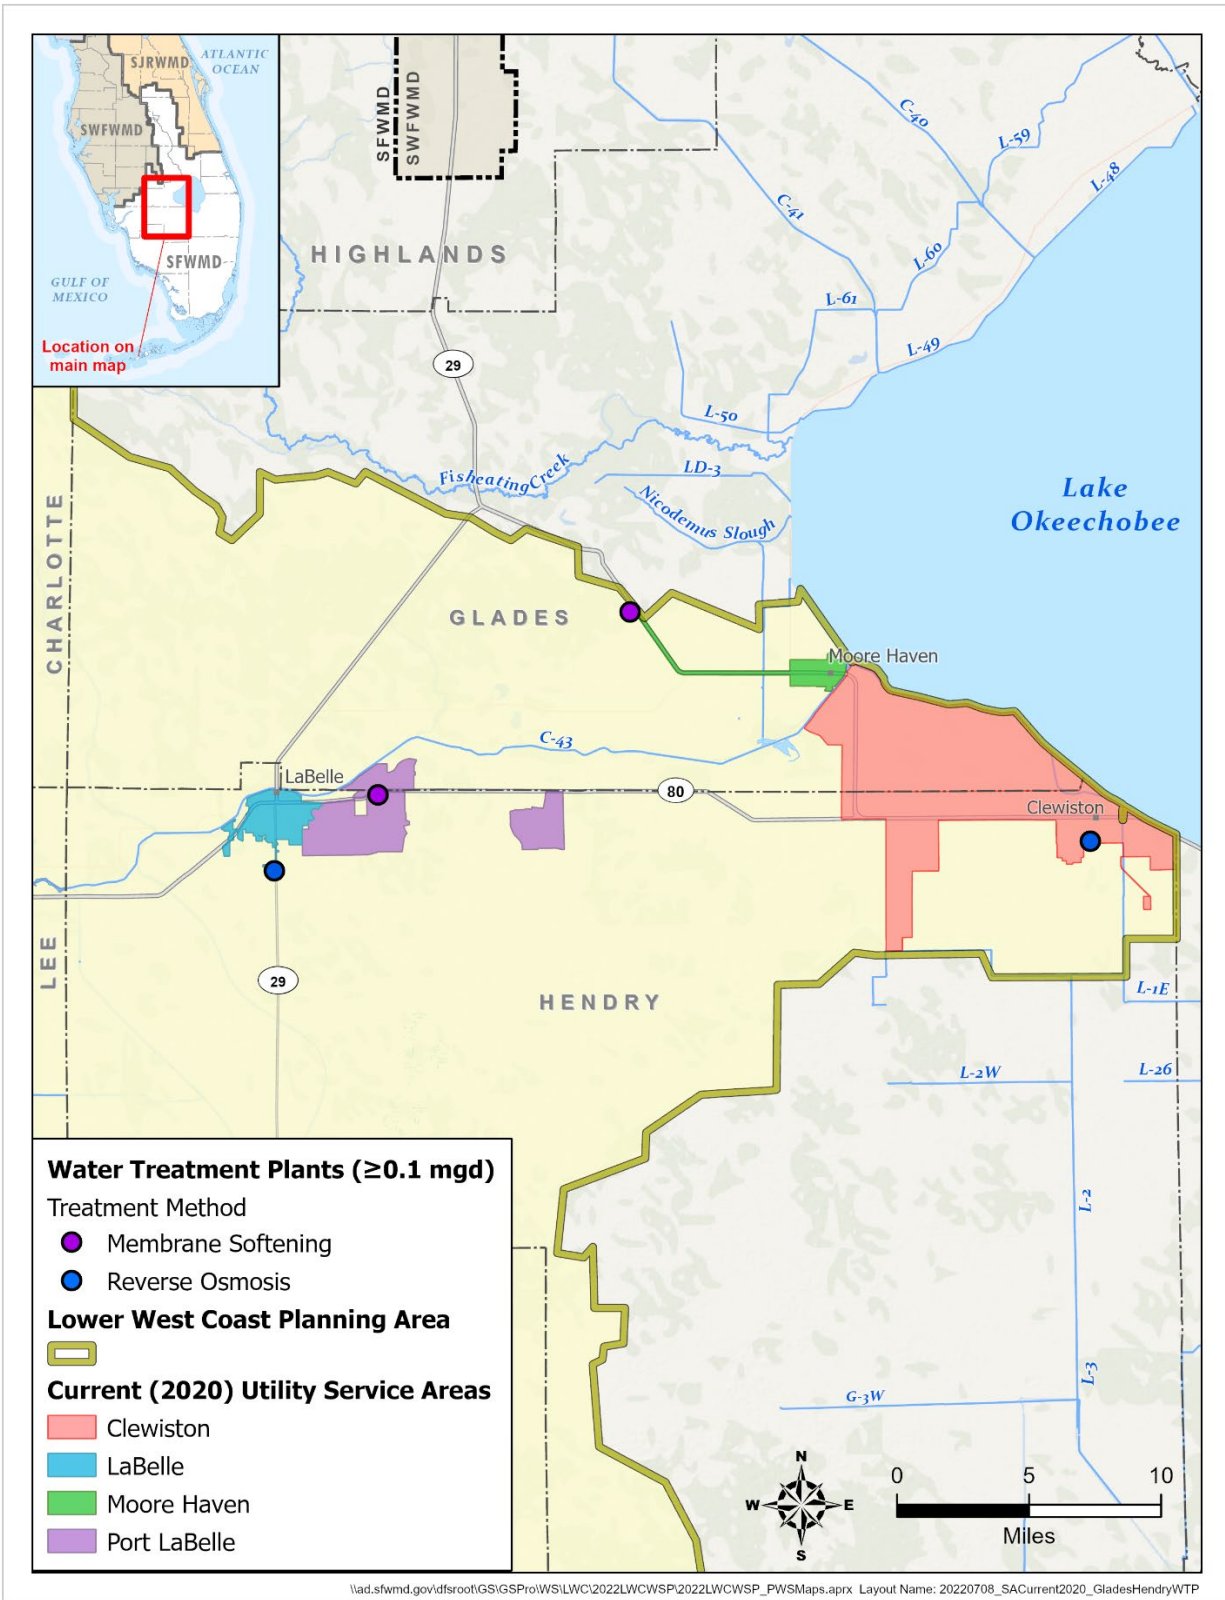 ATLANTIC
OCEAN
SJRWMD
SWFWMD
SFWMD
GULF OF
MEXICO
Location on
main map
SFWMD
SWFWMD
C-40
L-59
L-48
C-41
L-60
HIGHLANDS
L-61
L-49
29
L-50
FisheatingCreek
LD-3
Nicodemus Slough
Lake
Okeechobee
CHARLOTTE
GLADES
Moore Haven
C-43
LaBelle
80
Clewiston
LEE
29
HENDRY
L-1E
L-2W
L-26
L-2
L-3
G-3W
Water Treatment Plants (≥0.1 mgd)
Treatment Method
Membrane Softening
Reverse Osmosis
Lower West Coast Planning Area
Current (2020) Utility Service Areas
Clewiston
LaBelle
Moore Haven
Port LaBelle
N
W E
S
0 5 10
Miles
\\ad.sfwmd.gov\dfsroot\GS\GSPro\WS\LWC\2022LWCWSP\2022LWCWSP_PWSMaps.aprx Layout Name: 20220708_SACurrent2020_GladesHendryWTP